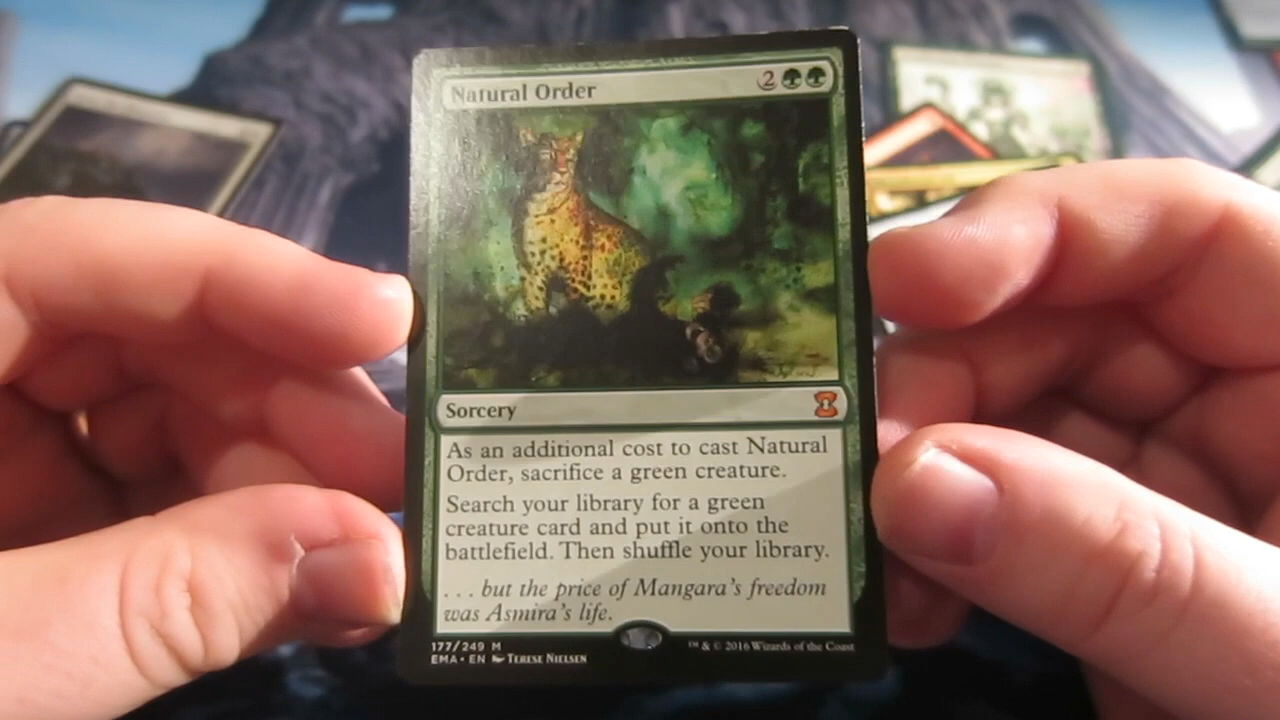 Natural Order 2
Sorcery
As an additional cost to cast Natural
Order, sacrifice a green creature.
Search your library for a green
creature card and put it onto the
battlefield. Then shuffle your library.
. . . but the price of Mangara's freedom
was Asmira's life.
177/249 M ™ & © 2016 Wizards of the Coast
EMA • EN TERESE NIELSEN